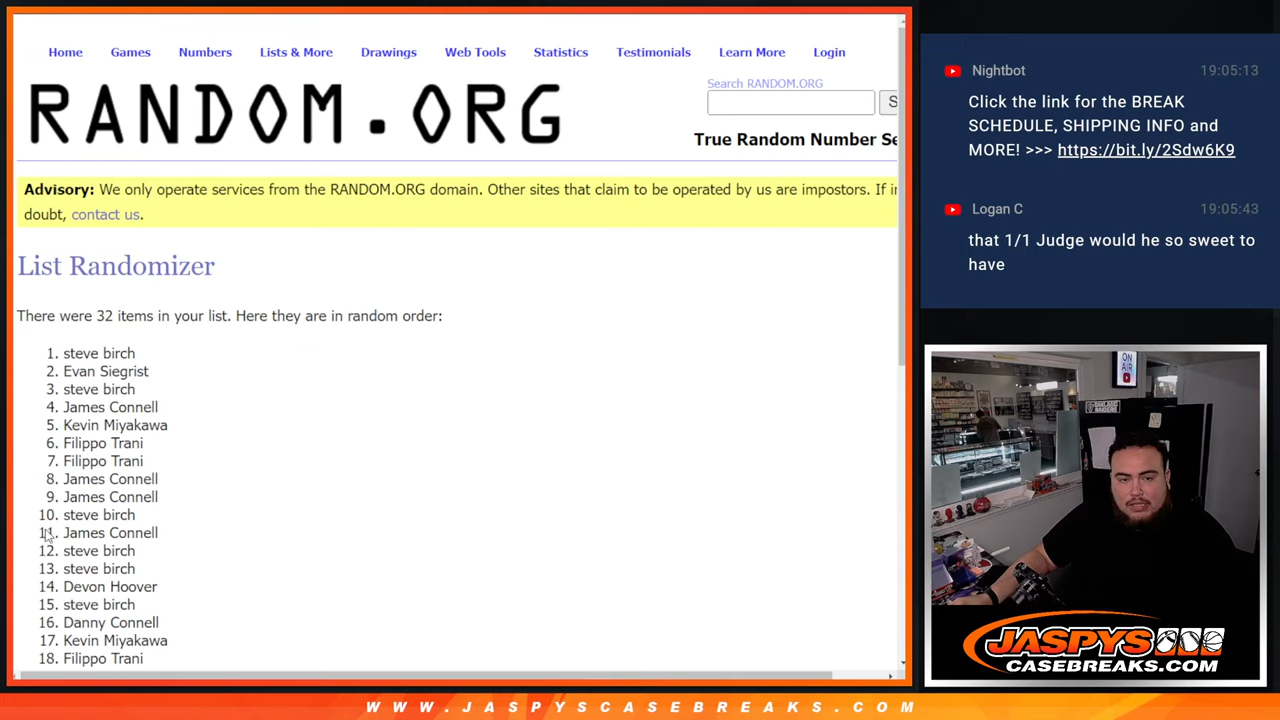 Home Games Numbers Lists & More Drawings Web Tools Statistics Testimonials Learn More Login
RANDOM.ORG
Search RANDOM.ORG
S
True Random Number Se
Advisory: We only operate services from the RANDOM.ORG domain. Other sites that claim to be operated by us are impostors. If in
doubt, contact us.
List Randomizer
There were 32 items in your list. Here they are in random order:
1. steve birch
2. Evan Siegrist
3. steve birch
4. James Connell
5. Kevin Miyakawa
6. Filippo Trani
7. Filippo Trani
8. James Connell
9. James Connell
10. steve birch
11. James Connell
12. steve birch
13. steve birch
14. Devon Hoover
15. steve birch
16. Danny Connell
17. Kevin Miyakawa
18. Filippo Trani
Nightbot 19:05:13
Click the link for the BREAK
SCHEDULE, SHIPPING INFO and
MORE! >>> https://bit.ly/2Sdw6K9
Logan C 19:05:43
that 1/1 Judge would he so sweet to
have
ON
AIR
JASPYS
CASEBREAKS.COM
WWW.JASPYSCASEBREAKS.COM